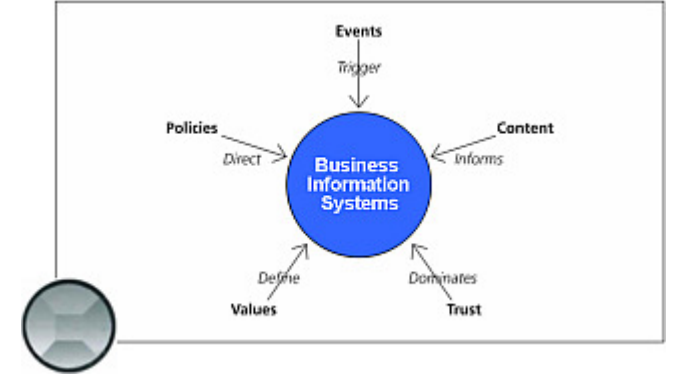 Events
Trigger
Policies
Content
Direct
Informs
Business
Information
Systems
Define
Dominates
Values
Trust